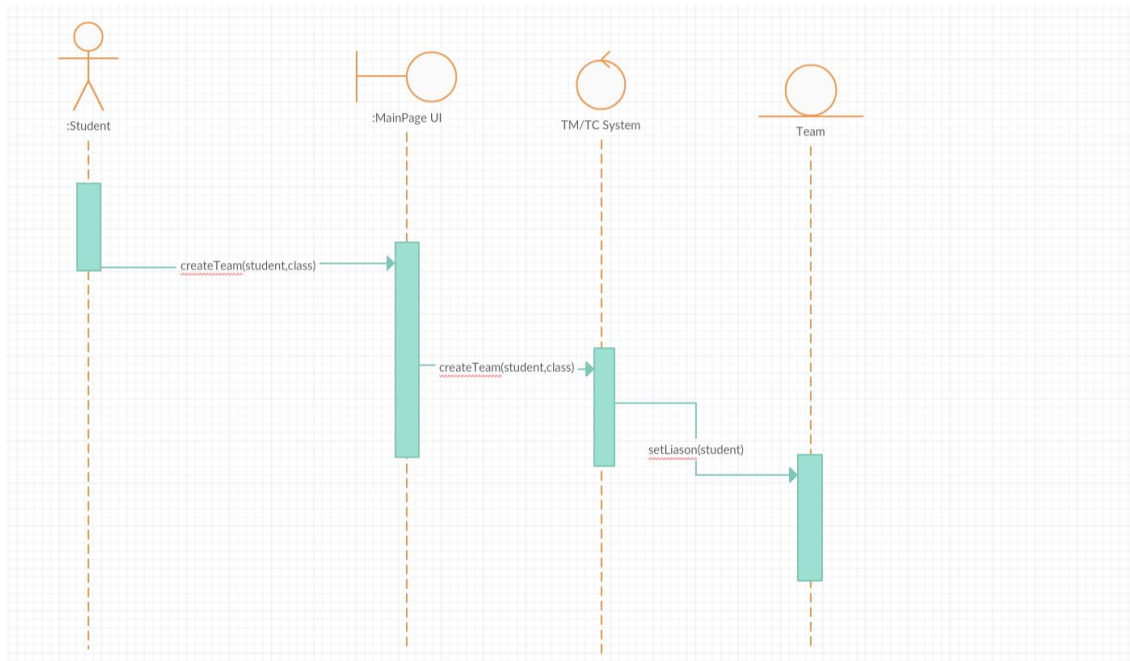 :Student
:MainPage UI
TM/TC System
Team
createTeam(student,class)
createTeam(student,class)
setLiason(student)